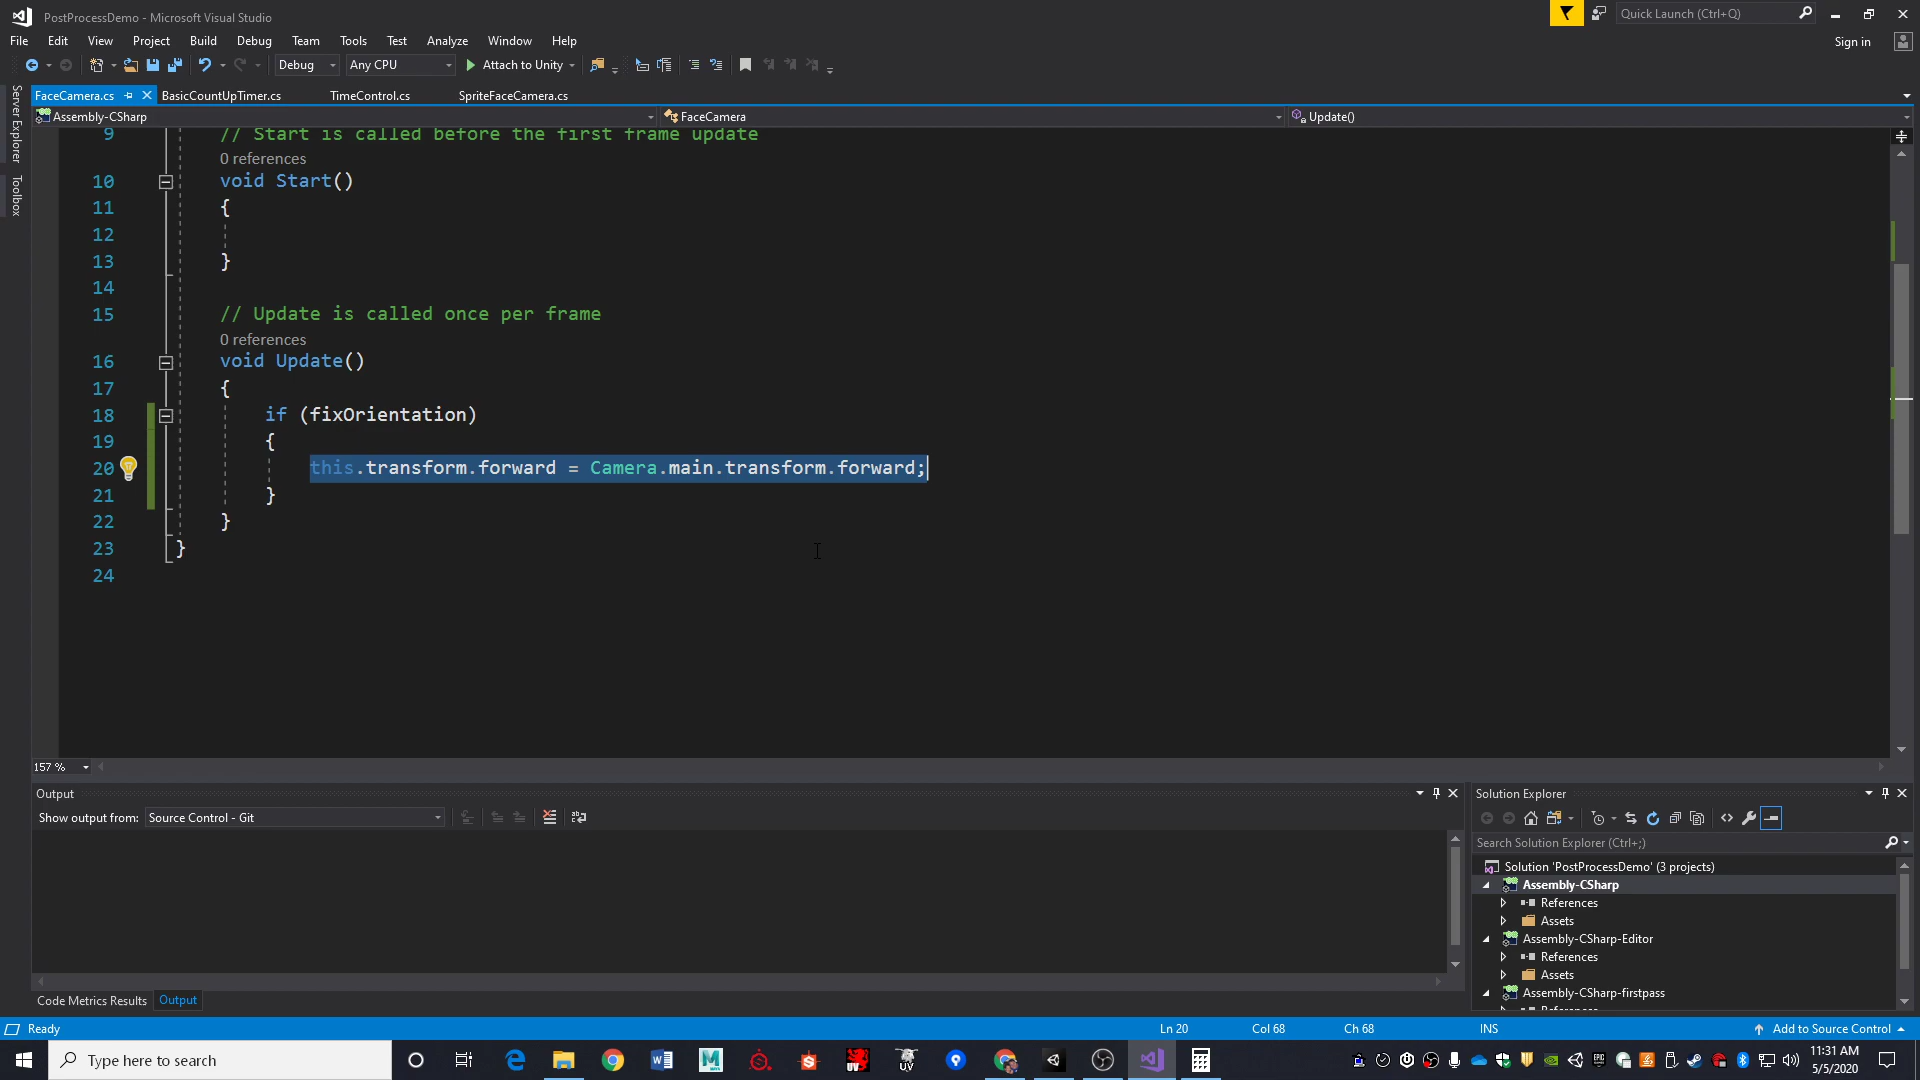 PostProcessDemo - Microsoft Visual Studio
Quick Launch (Ctrl+Q)
File Edit View Project Build Debug Team Tools Test Analyze Window Help
Sign in
Debug Any CPU Attach to Unity
Server Explorer
Toolbox
FaceCamera.cs BasicCountUpTimer.cs TimeControl.cs SpriteFaceCamera.cs
Assembly-CSharp FaceCamera Update()
9 // Start is called before the first frame update
0 references
10 void Start()
11 {
12
13 }
14
15 // Update is called once per frame
0 references
16 void Update()
17 {
18 if (fixOrientation)
19 {
20 this.transform.forward = Camera.main.transform.forward;
21 }
22 }
23 }
24
157 %
Output
Show output from: Source Control - Git
Code Metrics Results Output
Solution Explorer
Search Solution Explorer (Ctrl+;)
Solution 'PostProcessDemo' (3 projects)
Assembly-CSharp
References
Assets
Assembly-CSharp-Editor
References
Assets
Assembly-CSharp-firstpass
Ready Ln 20 Col 68 Ch 68 INS Add to Source Control
Type here to search
11:31 AM
5/5/2020